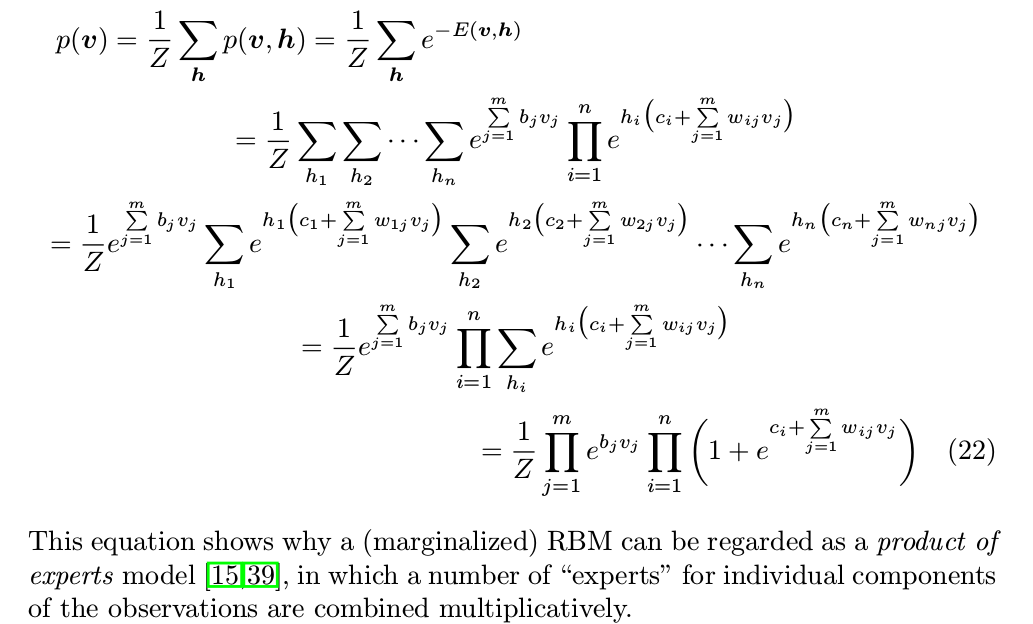 $p(\boldsymbol{v}) = \frac{1}{Z} \sum_{\boldsymbol{h}} p(\boldsymbol{v}, \boldsymbol{h}) = \frac{1}{Z} \sum_{\boldsymbol{h}} e^{-E(\boldsymbol{v},\boldsymbol{h})}$
$= \frac{1}{Z} \sum_{h_1} \sum_{h_2} \cdots \sum_{h_n} e^{\sum_{j=1}^{m} b_j v_j} \prod_{i=1}^{n} e^{h_i \left( c_i + \sum_{j=1}^{m} w_{ij} v_j \right)}$
$= \frac{1}{Z} e^{\sum_{j=1}^{m} b_j v_j} \sum_{h_1} e^{h_1 \left( c_1 + \sum_{j=1}^{m} w_{1j} v_j \right)} \sum_{h_2} e^{h_2 \left( c_2 + \sum_{j=1}^{m} w_{2j} v_j \right)} \cdots \sum_{h_n} e^{h_n \left( c_n + \sum_{j=1}^{m} w_{nj} v_j \right)}$
$= \frac{1}{Z} e^{\sum_{j=1}^{m} b_j v_j} \prod_{i=1}^{n} \sum_{h_i} e^{h_i \left( c_i + \sum_{j=1}^{m} w_{ij} v_j \right)}$
$= \frac{1}{Z} \prod_{j=1}^{m} e^{b_j v_j} \prod_{i=1}^{n} \left( 1 + e^{c_i + \sum_{j=1}^{m} w_{ij} v_j} \right)$ (22)
This equation shows why a (marginalized) RBM can be regarded as a product of
experts model [15,39], in which a number of “experts” for individual components
of the observations are combined multiplicatively.